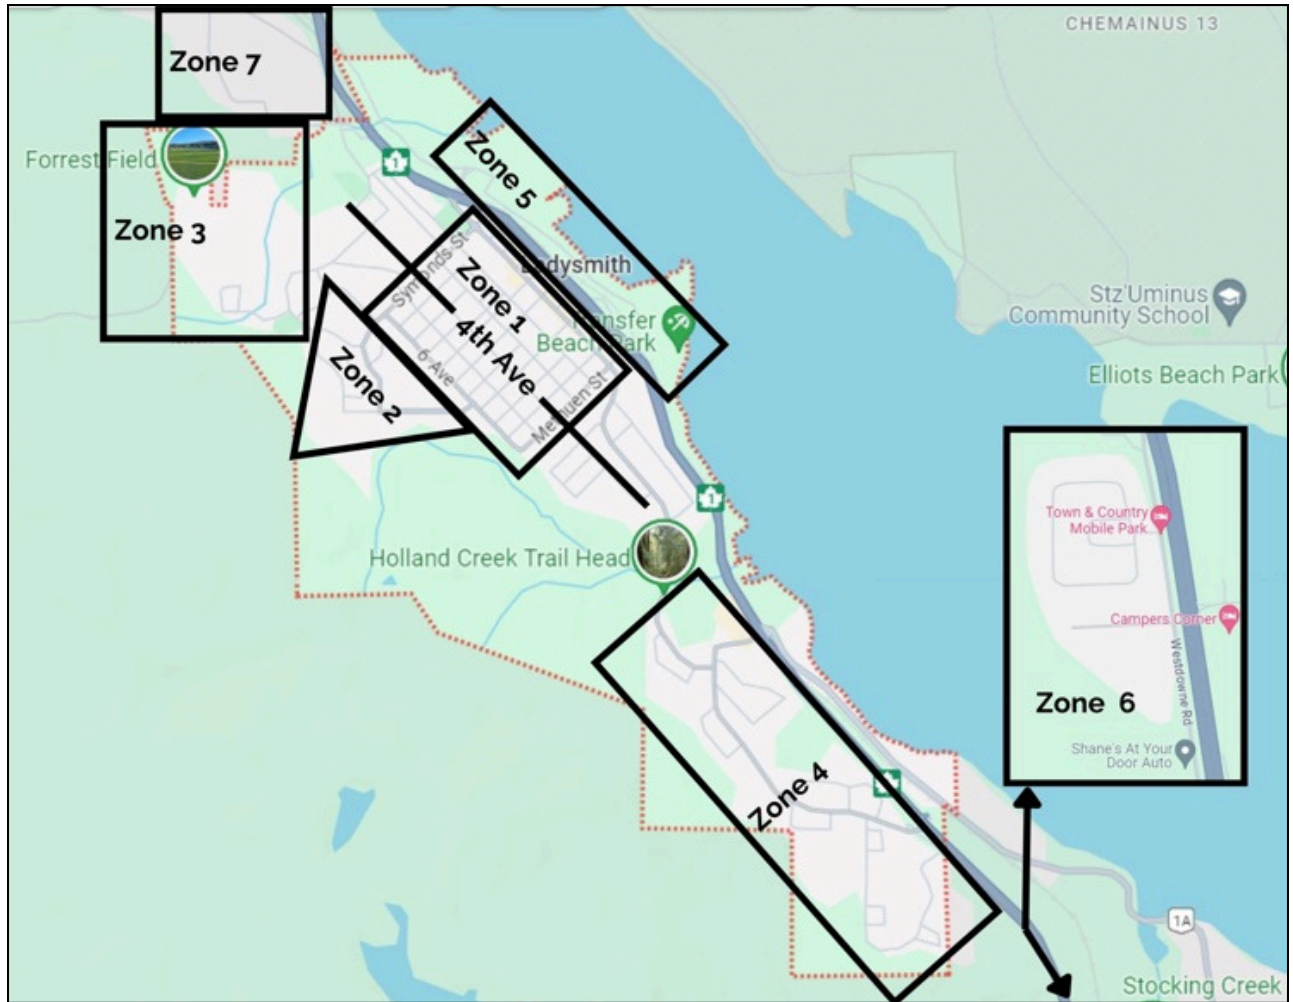 CHEMAINUS 13
Zone 7
Forrest Field
1
Zone 5
Zone 3
Symonds St
Ladysmith
Zone 1
Stz'Uminus
Community School
Transfer
Beach Park
4th Ave
6 Ave
Zone 2
Methuen St
Elliots Beach Park
1
Town & Country
Mobile Park
Holland Creek Trail Head
Campers Corner
Westdowne Rd
Zone 6
Shane's At Your
Door Auto
Zone 4
1A
Stocking Creek